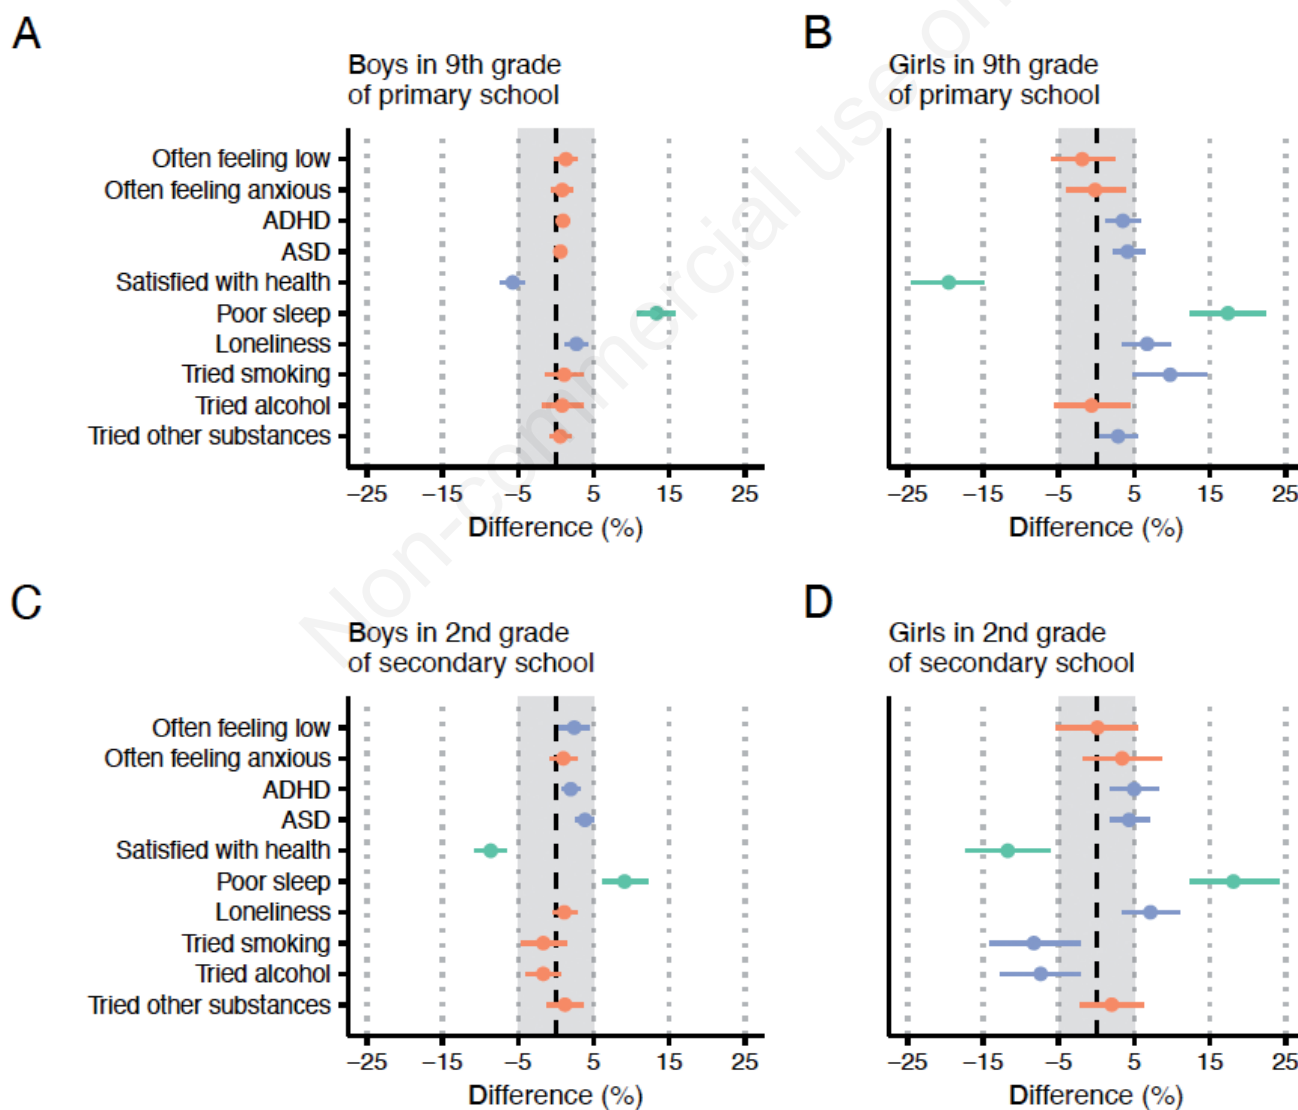 A
Boys in 9th grade
of primary school
Often feeling low
Often feeling anxious
ADHD
ASD
Satisfied with health
Poor sleep
Loneliness
Tried smoking
Tried alcohol
Tried other substances
−25 −15 −5 5 15 25
Difference (%)
B
Girls in 9th grade
of primary school
−25 −15 −5 5 15 25
Difference (%)
C
Boys in 2nd grade
of secondary school
Often feeling low
Often feeling anxious
ADHD
ASD
Satisfied with health
Poor sleep
Loneliness
Tried smoking
Tried alcohol
Tried other substances
−25 −15 −5 5 15 25
Difference (%)
D
Girls in 2nd grade
of secondary school
−25 −15 −5 5 15 25
Difference (%)
Non-commercial use